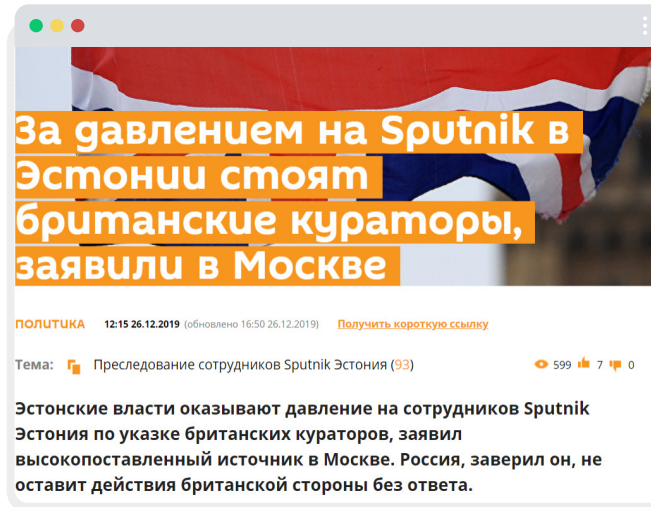 За давлением на Sputnik в
Эстонии стоят
британские кураторы,
заявили в Москве
ПОЛИТИКА 12:15 26.12.2019 (обновлено 16:50 26.12.2019) Получить короткую ссылку
Тема: Преследование сотрудников Sputnik Эстония (93) 599 7 0
Эстонские власти оказывают давление на сотрудников Sputnik
Эстония по указке британских кураторов, заявил
высокопоставленный источник в Москве. Россия, заверил он, не
оставит действия британской стороны без ответа.